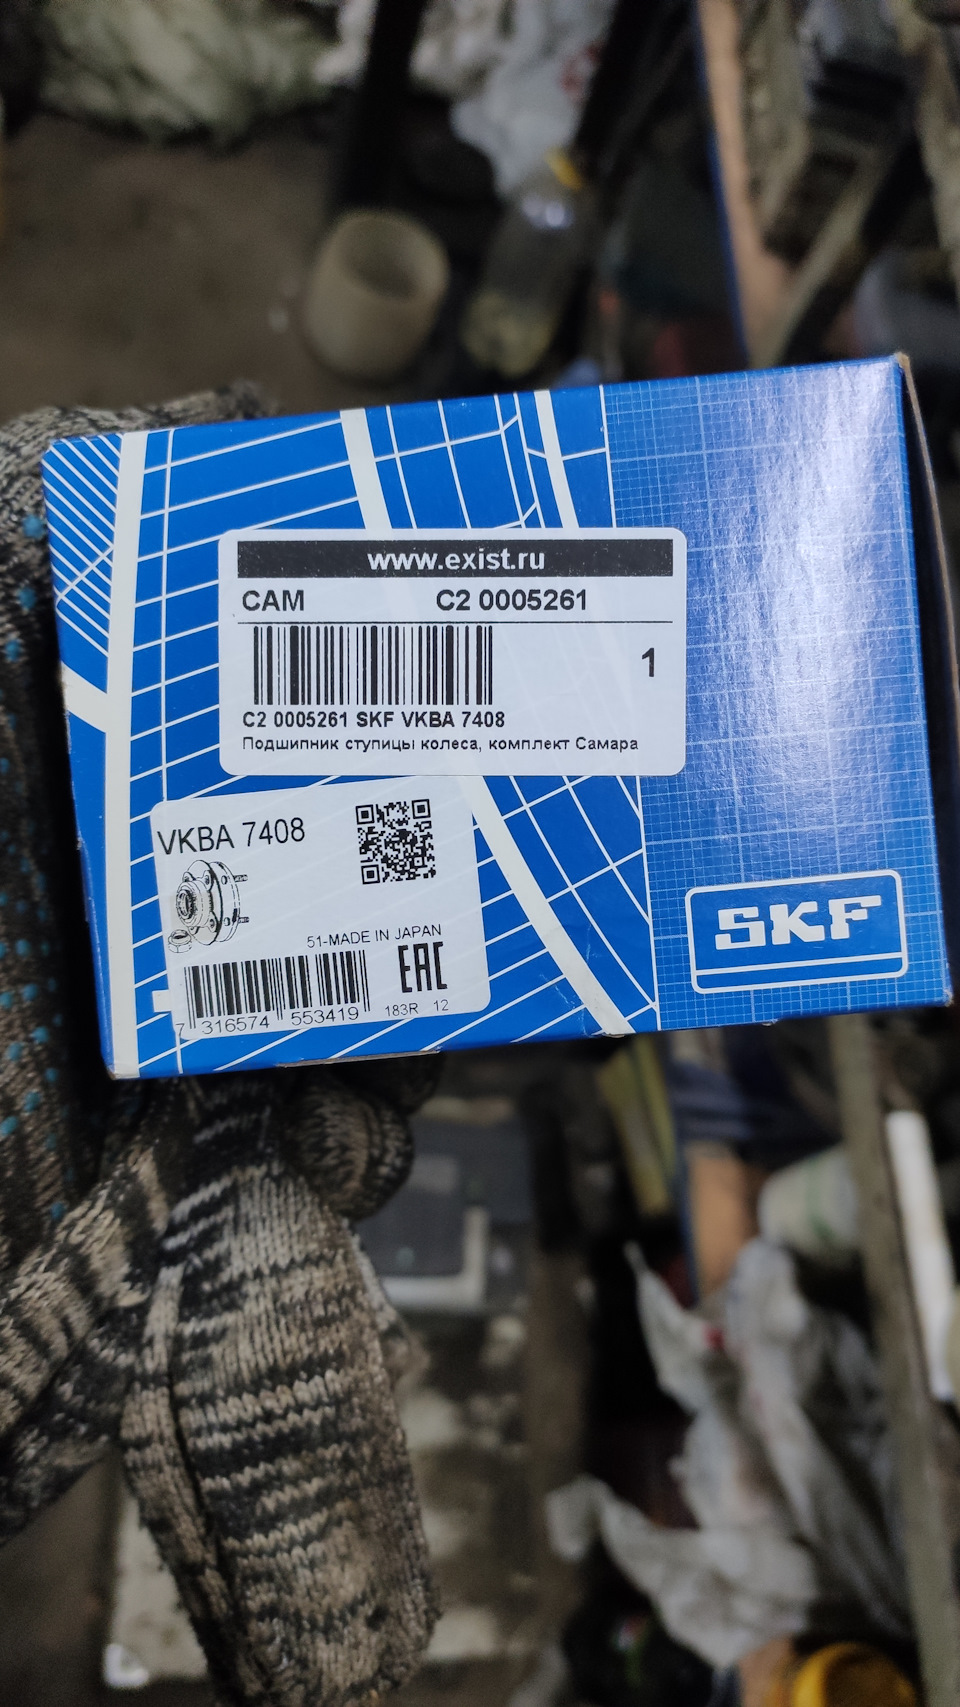 www.exist.ru
САМ C2 0005261
1
C2 0005261 SKF VKBA 7408
Подшипник ступицы колеса, комплект Самара
VKBA 7408
51-MADE IN JAPAN
EAC
7 316574 553419 183R 12
SKF